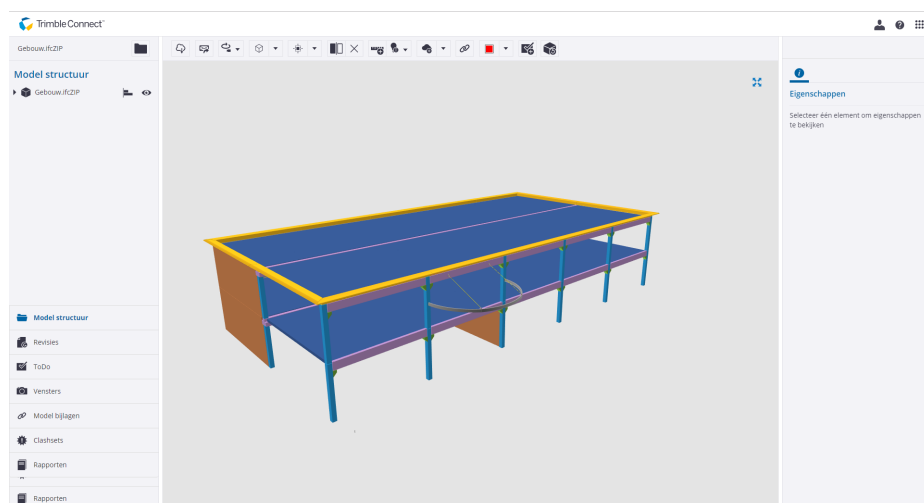 Trimble Connect™
Gebouw.ifcZIP
Model structuur
Gebouw.ifcZIP
Eigenschappen
Selecteer één element om eigenschappen
te bekijken
Model structuur
Revisies
ToDo
Vensters
Model bijlagen
Clashsets
Rapporten
Rapporten